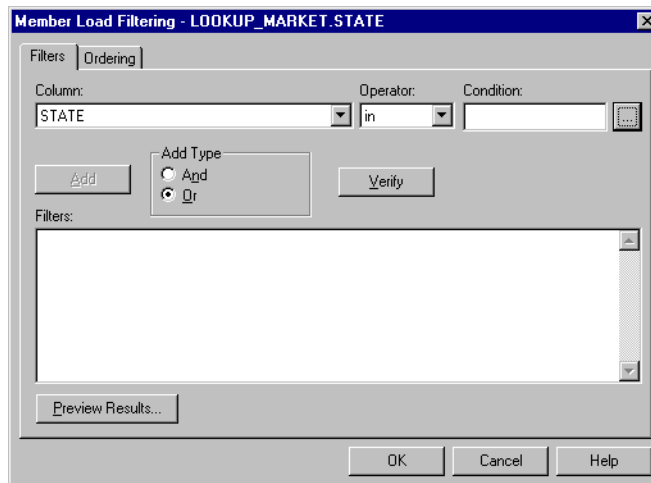 Member Load Filtering - LOOKUP_MARKET.STATE
Filters Ordering
Column: Operator: Condition:
STATE in ...
Add Type
And
Add Verify
Or
Filters:
Preview Results...
OK Cancel Help